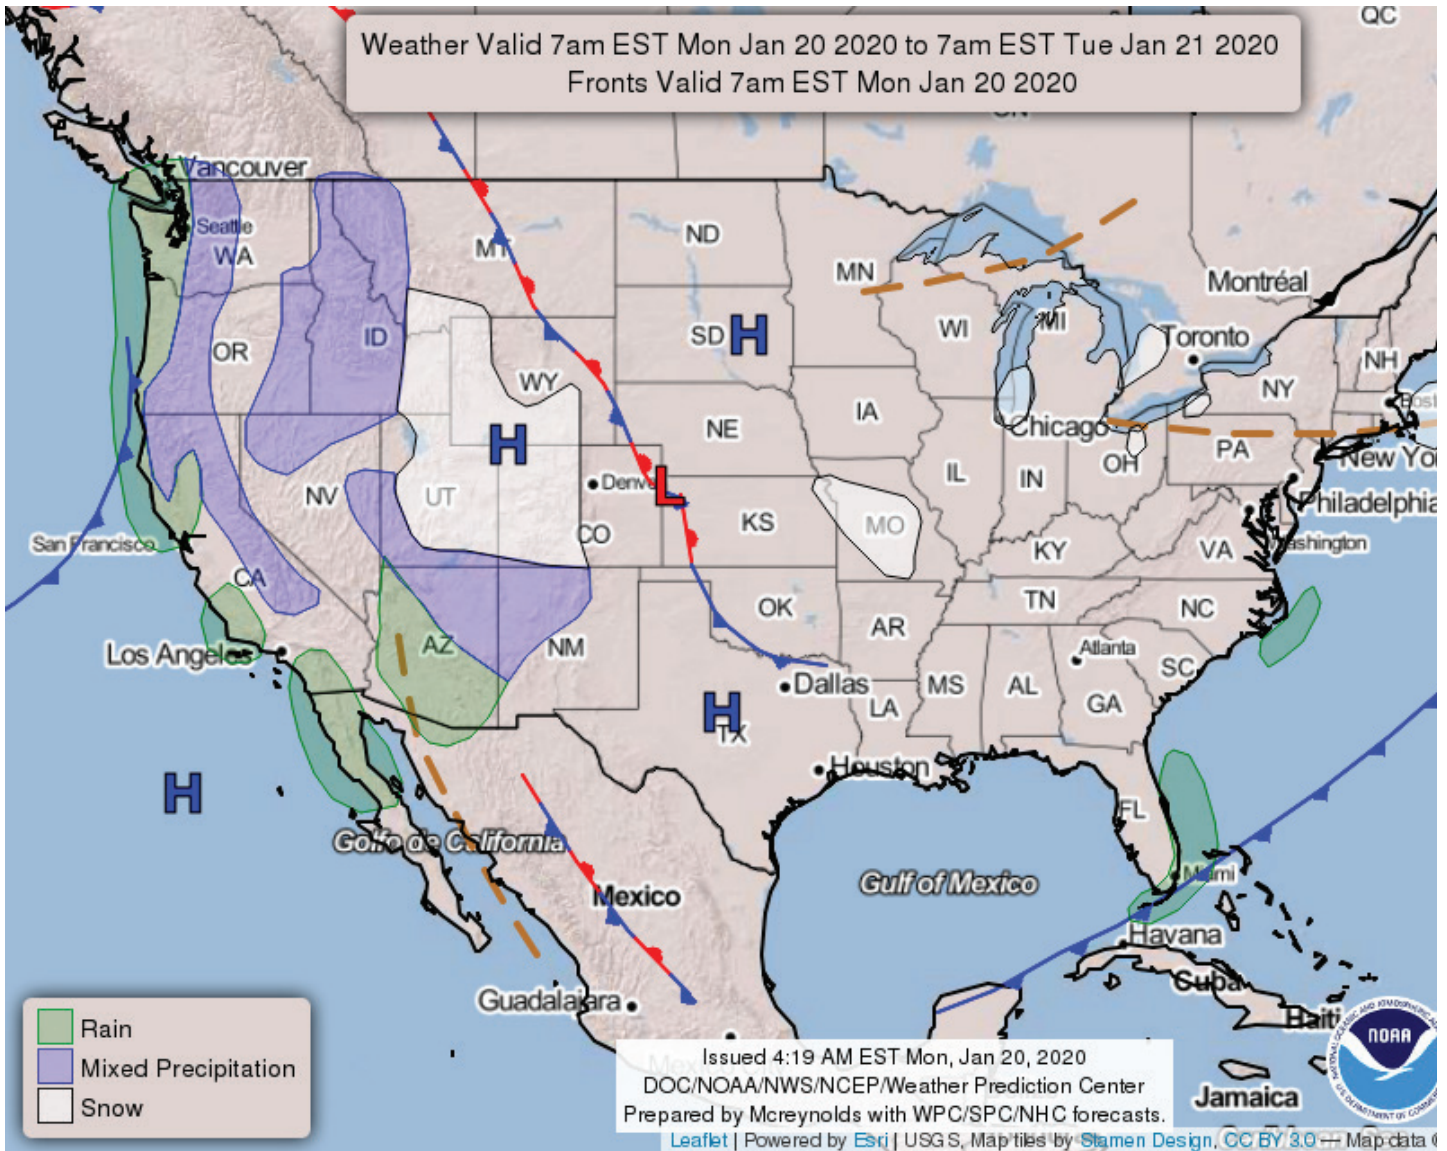 QC
Weather Valid 7am EST Mon Jan 20 2020 to 7am EST Tue Jan 21 2020
Fronts Valid 7am EST Mon Jan 20 2020
Vancouver
Seattle
WA
MT
ND
MN
Montréal
OR
ID
SD
H
WI
MI
Toronto
NH
WY
NY
IA
NE
Chicago
H
PA
OH
New Yo
IL
IN
NV
UT
Denve
L
CO
KS
MO
Philadelphia
San Francisco
KY
VA
ashington
CA
OK
TN
NC
AR
Los Angeles
AZ
NM
Atlanta
SC
Dallas
MS
AL
GA
LA
H
TX
Houston
H
FL
Golfo de California
Mexico
Gulf of Mexico
Miami
Havana
Cuba
Guadalajara
Haiti
NOAA
Jamaica
Rain
Mixed Precipitation
Snow
Mexico City
Issued 4:19 AM EST Mon, Jan 20, 2020
DOC/NOAA/NWS/NCEP/Weather Prediction Center
Prepared by Mcreynolds with WPC/SPC/NHC forecasts.
Leaflet | Powered by Esri | USGS, Map tiles by Stamen Design, CC BY 3.0 — Map data ©